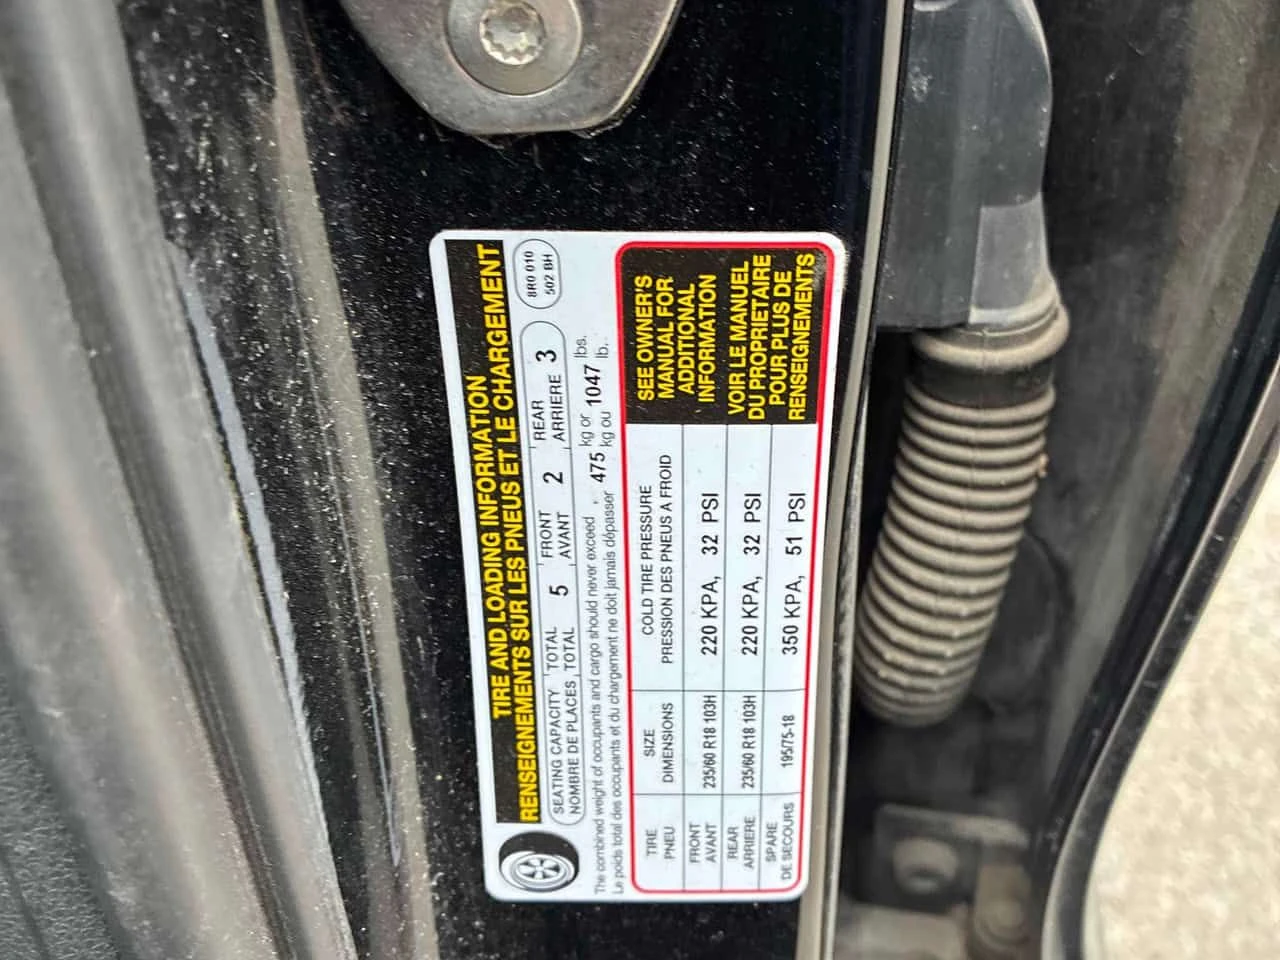 TIRE AND LOADING INFORMATION
RENSEIGNEMENTS SUR LES PNEUS ET LE CHARGEMENT
8R0 010
502 BH
SEATING CAPACITY TOTAL 5 FRONT 2 REAR 3
NOMBRE DE PLACES TOTAL AVANT ARRIERE
The combined weight of occupants and cargo should never exceed , 475 kg or 1047 lbs.
Le poids total des occupants et du chargement ne doit jamais dépasser kg ou lb.
TIRE SIZE COLD TIRE PRESSURE
PNEU DIMENSIONS PRESSION DES PNEUS A FROID
FRONT
AVANT 235/60 R18 103H 220 KPA, 32 PSI
REAR
ARRIERE 235/60 R18 103H 220 KPA, 32 PSI
SPARE
DE SECOURS 195/75-18 350 KPA, 51 PSI
SEE OWNER'S
MANUAL FOR
ADDITIONAL
INFORMATION
VOIR LE MANUEL
DU PROPRIETAIRE
POUR PLUS DE
RENSEIGNEMENTS